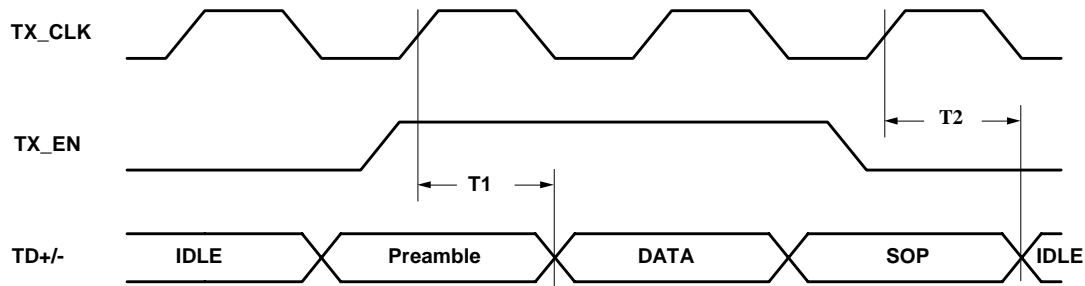 TX_CLK
T2
TX_EN
T1
TD+/- IDLE Preamble DATA SOP IDLE